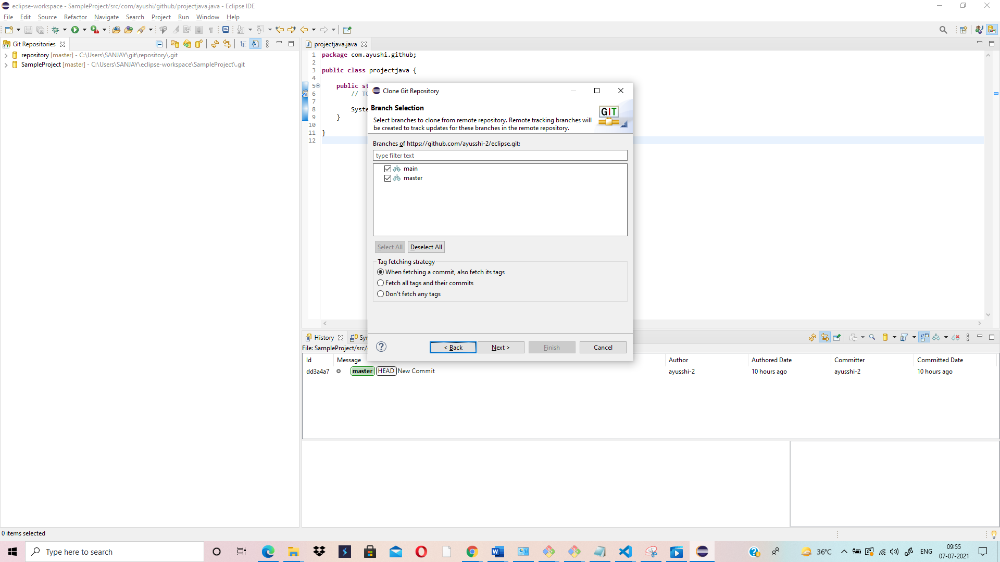 eclipse-workspace - SampleProject/src/com/ayushi/github/projectjava.java - Eclipse IDE
File Edit Source Refactor Navigate Search Project Run Window Help
Git Repositories
repository [master] - C:\Users\SANJAY\git\repository\.git
SampleProject [master] - C:\Users\SANJAY\eclipse-workspace\SampleProject\.git
projectjava.java
1 package com.ayushi.github;
2
3 public class projectjava {
4
5 public st
6 // TO
7
8 Syste
9 }
10
11 }
12
Clone Git Repository
Branch Selection
Select branches to clone from remote repository. Remote tracking branches will
be created to track updates for these branches in the remote repository.
GIT
Branches of https://github.com/ayusshi-2/eclipse.git:
type filter text
main
master
Select All Deselect All
Tag fetching strategy
When fetching a commit, also fetch its tags
Fetch all tags and their commits
Don't fetch any tags
< Back Next > Finish Cancel
History Syn
File: SampleProject/src/
Id Message Author Authored Date Committer Committed Date
dd3a4a7 master HEAD New Commit ayusshi-2 10 hours ago ayusshi-2 10 hours ago
0 items selected
Type here to search
36°C ENG
09:55
07-07-2021